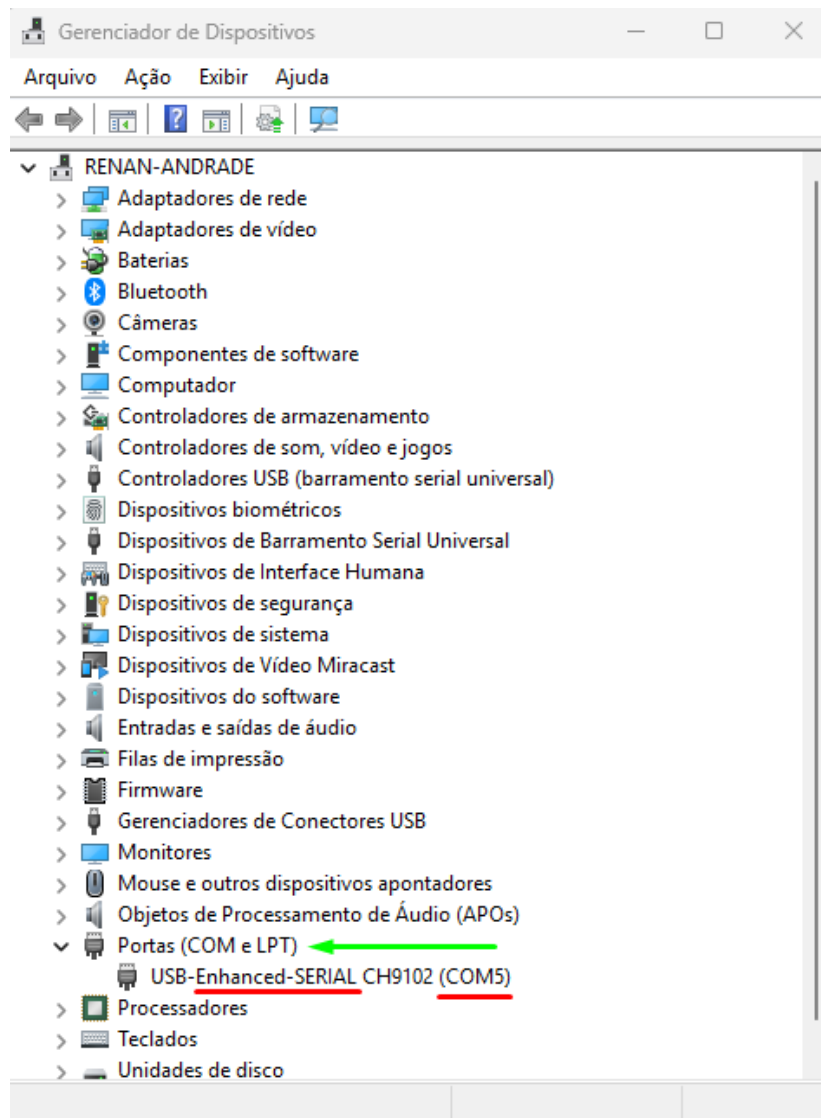 Gerenciador de Dispositivos
Arquivo Ação Exibir Ajuda
RENAN-ANDRADE
Adaptadores de rede
Adaptadores de vídeo
Baterias
Bluetooth
Câmeras
Componentes de software
Computador
Controladores de armazenamento
Controladores de som, vídeo e jogos
Controladores USB (barramento serial universal)
Dispositivos biométricos
Dispositivos de Barramento Serial Universal
Dispositivos de Interface Humana
Dispositivos de segurança
Dispositivos de sistema
Dispositivos de Vídeo Miracast
Dispositivos do software
Entradas e saídas de áudio
Filas de impressão
Firmware
Gerenciadores de Conectores USB
Monitores
Mouse e outros dispositivos apontadores
Objetos de Processamento de Áudio (APOs)
Portas (COM e LPT)
USB-Enhanced-SERIAL CH9102 (COM5)
Processadores
Teclados
Unidades de disco